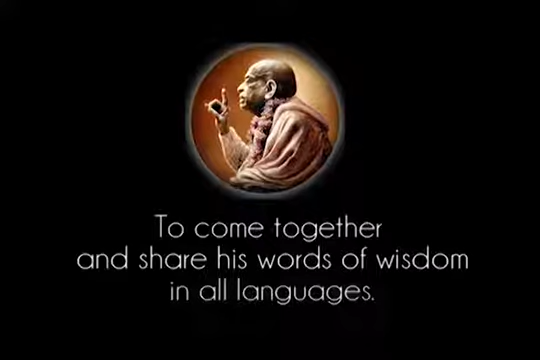 To come together
and share his words of wisdom
in all languages.